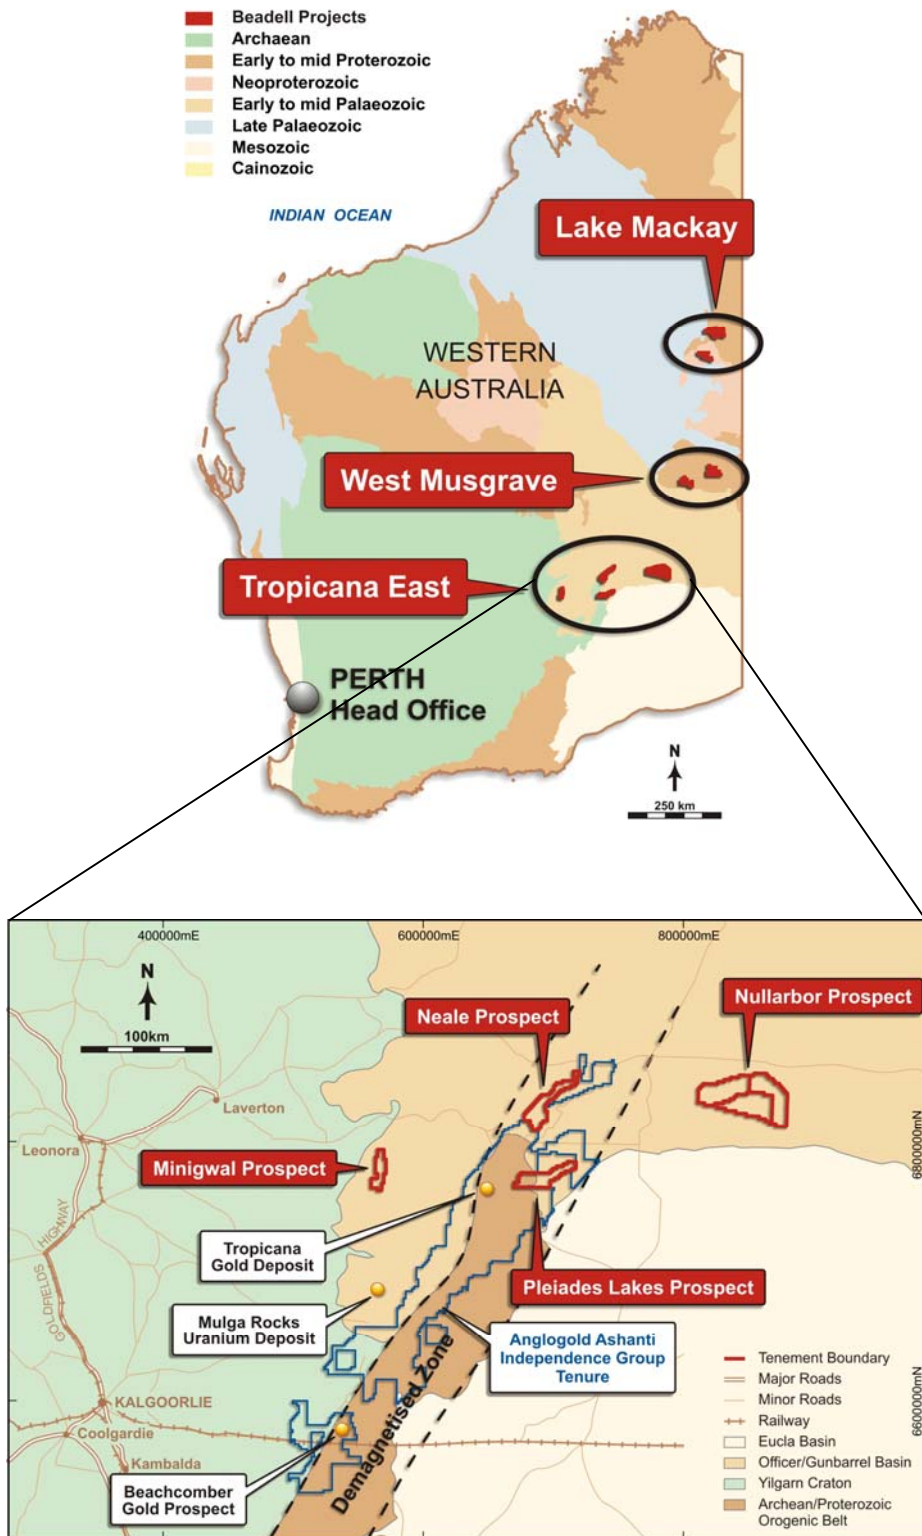 Beadell Projects
Archaean
Early to mid Proterozoic
Neoproterozoic
Early to mid Palaeozoic
Late Palaeozoic
Mesozoic
Cainozoic
INDIAN OCEAN
Lake Mackay
WESTERN
AUSTRALIA
West Musgrave
Tropicana East
PERTH
Head Office
N
250 km
400000mE
600000mE
800000mE
N
100km
Neale Prospect
Nullarbor Prospect
Laverton
Leonora
6800000mN
Minigwal Prospect
GOLDFIELDS HIGHWAY
Tropicana
Gold Deposit
Pleiades Lakes Prospect
Mulga Rocks
Uranium Deposit
Anglogold Ashanti
Independence Group
Tenure
Demagnetised Zone
KALGOORLIE
Coolgardie
Kambalda
6600000mN
Beachcomber
Gold Prospect
Tenement Boundary
Major Roads
Minor Roads
Railway
Eucla Basin
Officer/Gunbarrel Basin
Yilgarn Craton
Archean/Proterozoic
Orogenic Belt